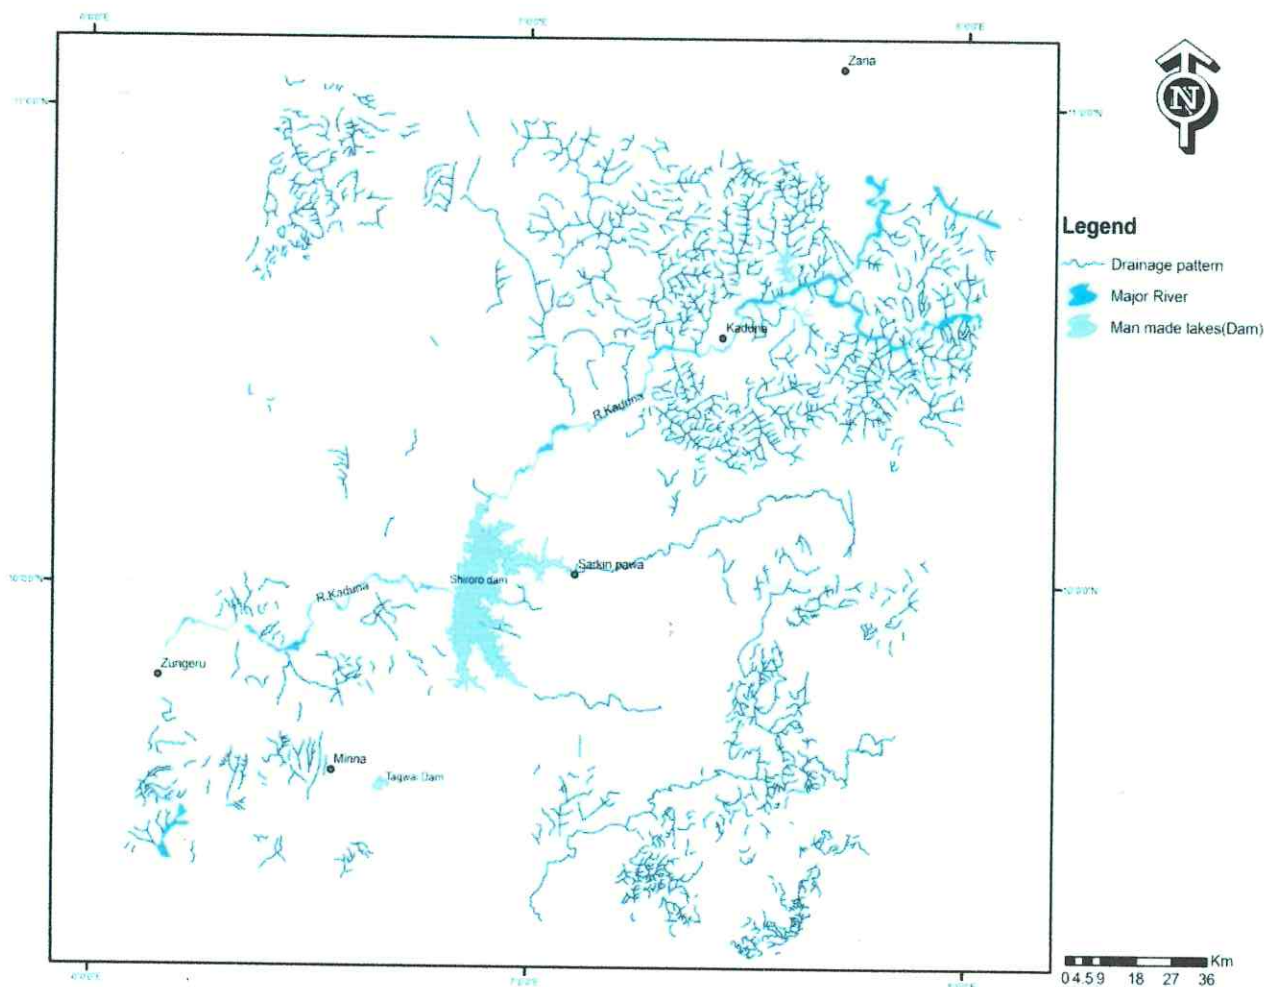 Zaria
N
Legend
Drainage pattern
Major River
Man made lakes(Dam)
Kaduna
R.Kaduna
Sarkin pawa
Shiroro dam
R.Kaduna
Zungeru
Minna
Tagwai Dam
Km
0 4.5 9 18 27 36